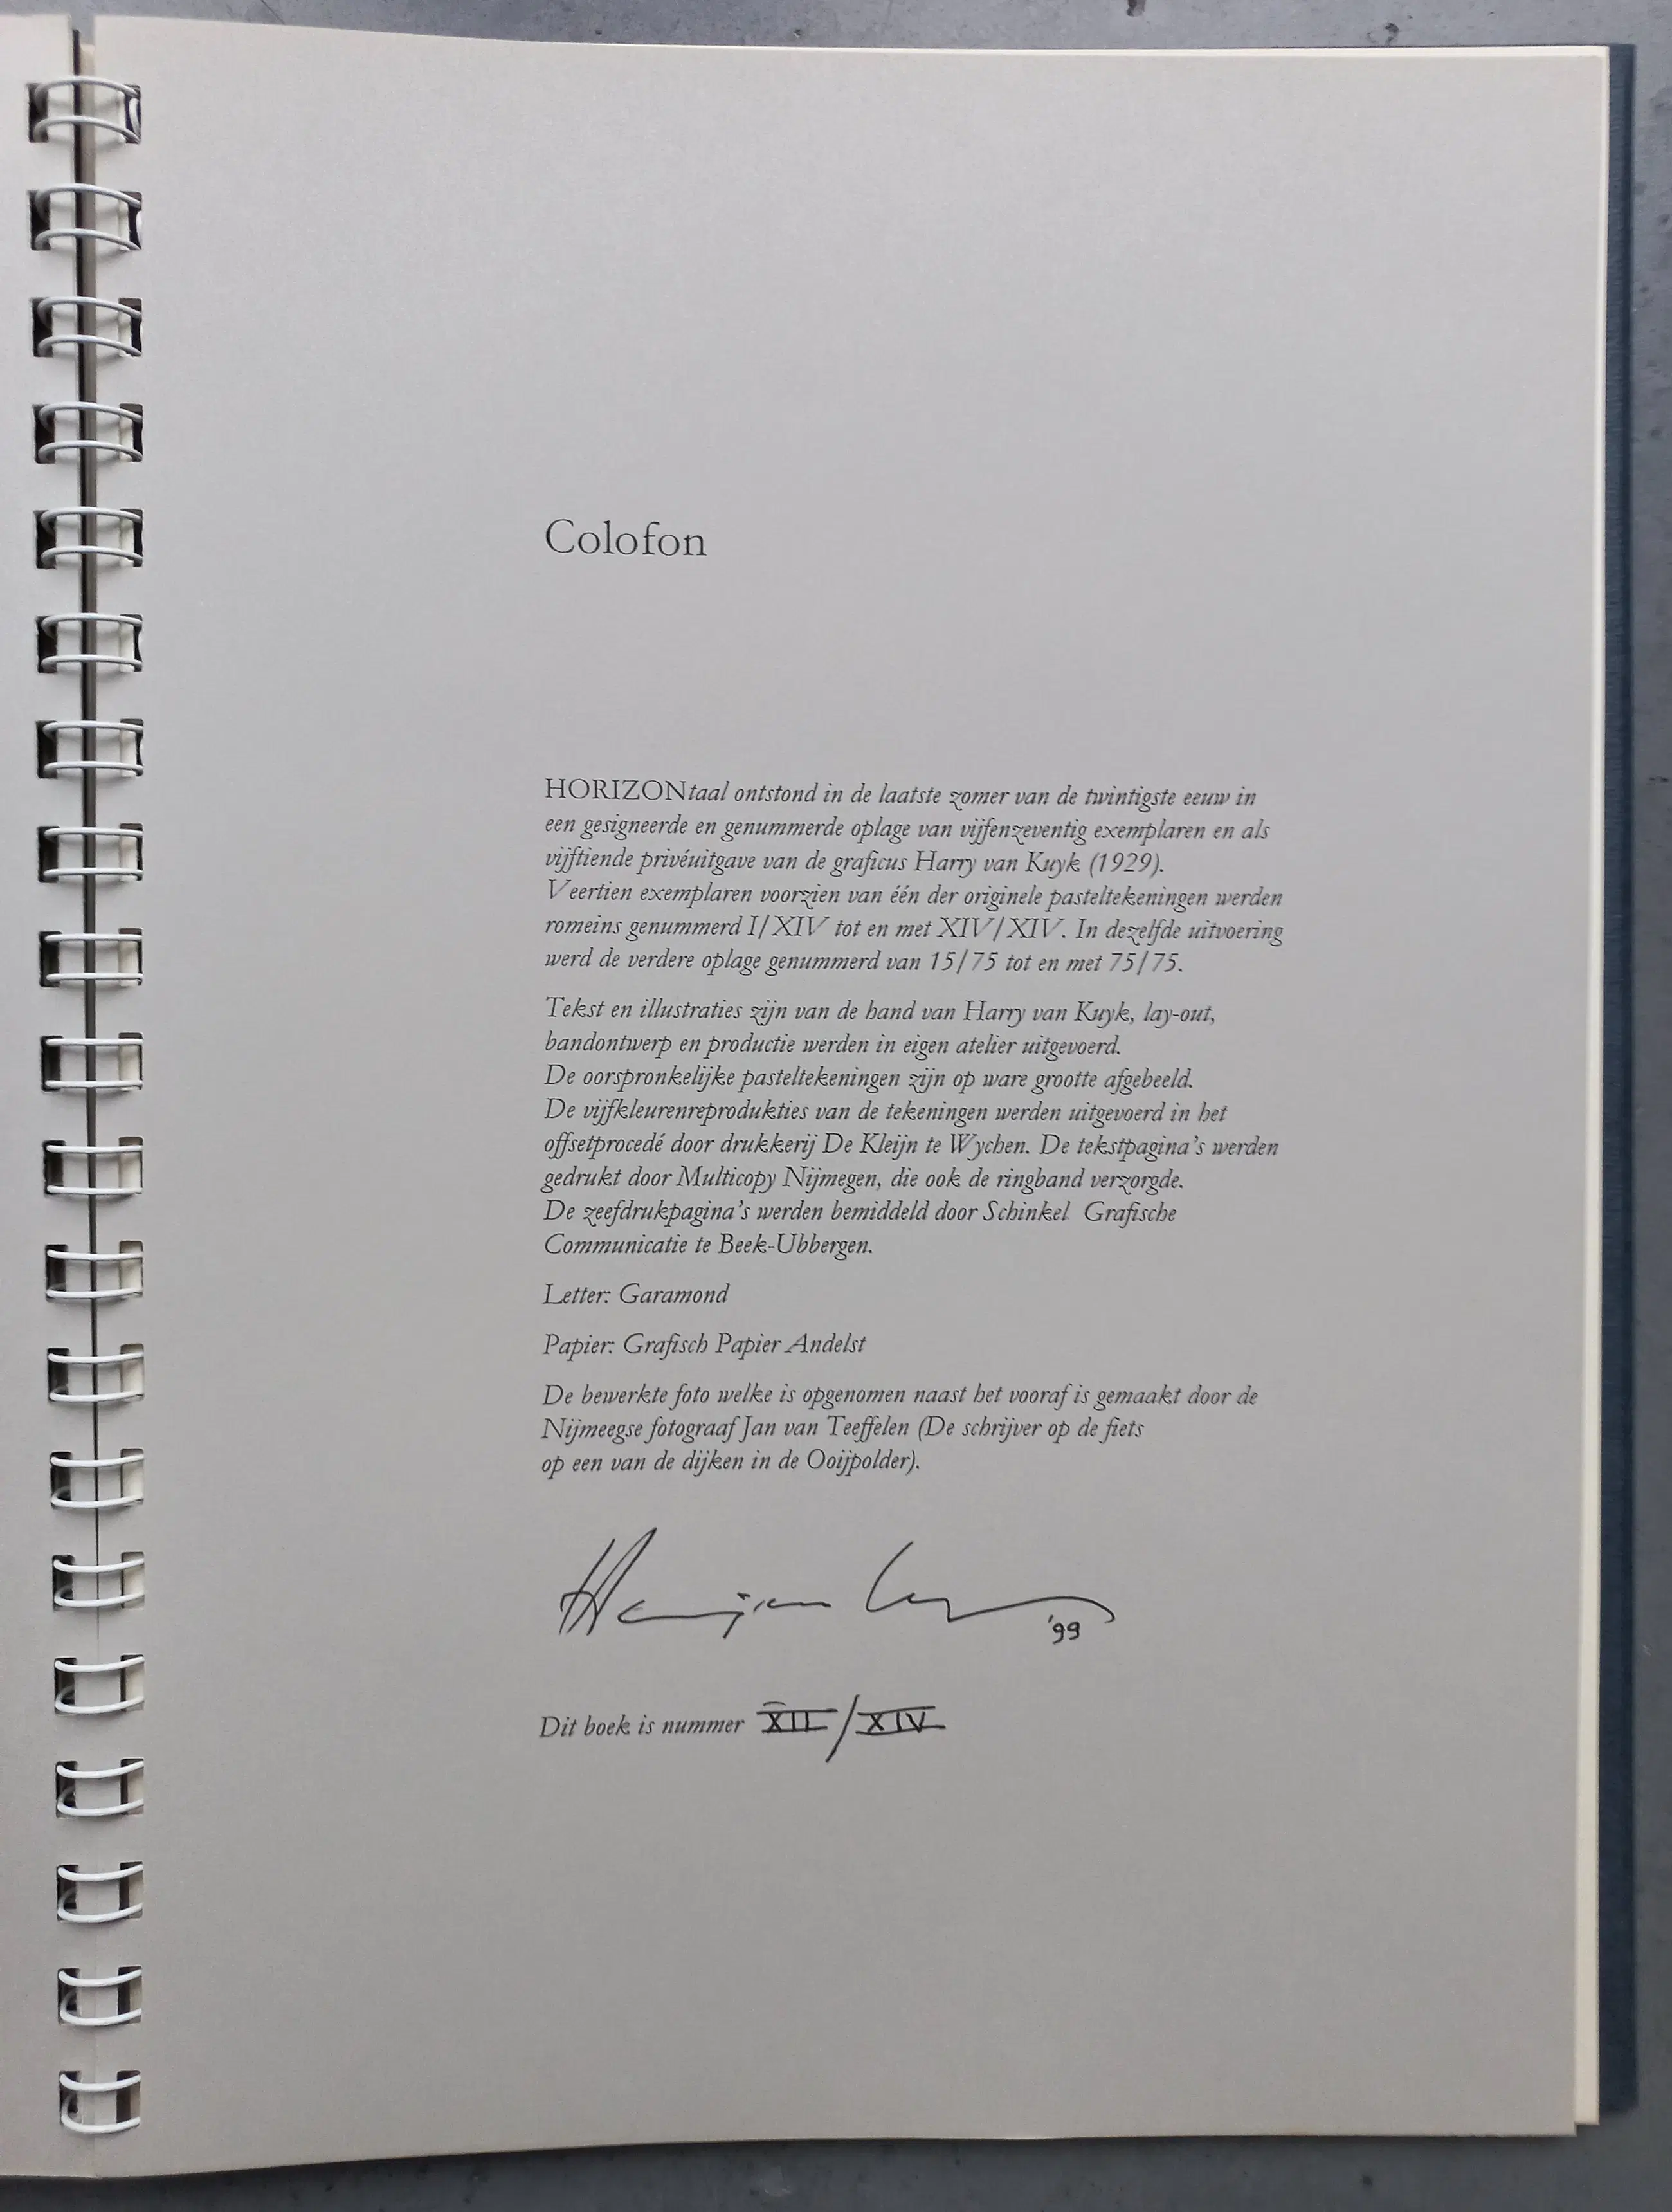 Colofon
HORIZONtaal ontstond in de laatste zomer van de twintigste eeuw in
een gesigneerde en genummerde oplage van vijfenzeventig exemplaren en als
vijftiende privéuitgave van de graficus Harry van Kuyk (1929).
Veertien exemplaren voorzien van één der originele pasteltekeningen werden
romeins genummerd I/XIV tot en met XIV/XIV. In dezelfde uitvoering
werd de verdere oplage genummerd van 15/75 tot en met 75/75.
Tekst en illustraties zijn van de hand van Harry van Kuyk, lay-out,
bandontwerp en productie werden in eigen atelier uitgevoerd.
De oorspronkelijke pasteltekeningen zijn op ware grootte afgebeeld.
De vijfkleurenreprodukties van de tekeningen werden uitgevoerd in het
offsetprocedé door drukkerij De Kleijn te Wychen. De tekstpagina's werden
gedrukt door Multicopy Nijmegen, die ook de ringband verzorgde.
De zeefdrukpagina's werden bemiddeld door Schinkel Grafische
Communicatie te Beek-Ubbergen.
Letter: Garamond
Papier: Grafisch Papier Andelst
De bewerkte foto welke is opgenomen naast het vooraf is gemaakt door de
Nijmeegse fotograaf Jan van Teeffelen (De schrijver op de fiets
op een van de dijken in de Ooijpolder).
Harry van Kuyk
'99
Dit boek is nummer XII/XIV